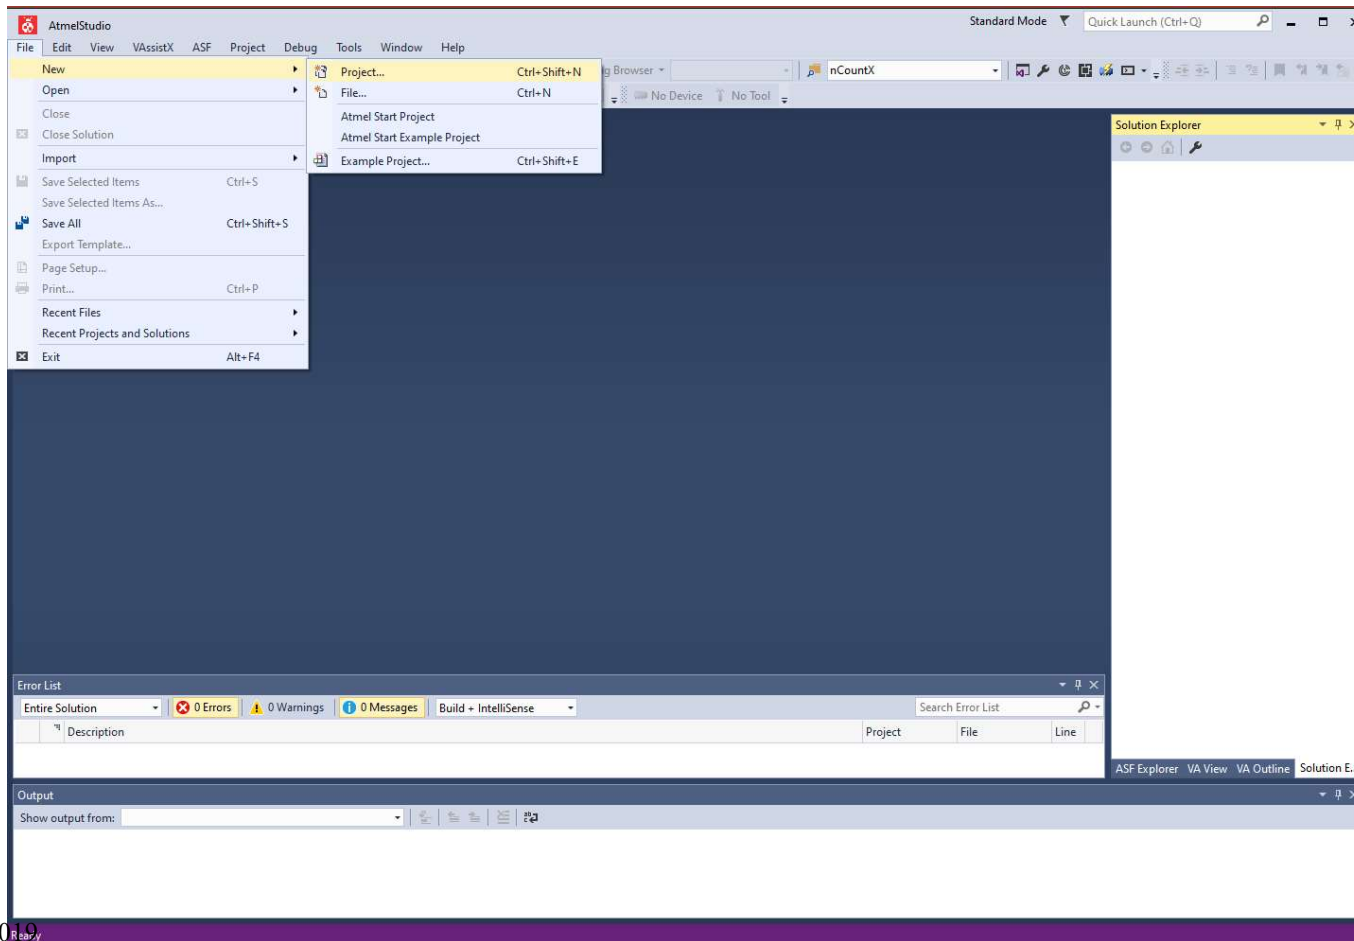 AtmelStudio
Standard Mode
Quick Launch (Ctrl+Q)
File Edit View VAssistX ASF Project Debug Tools Window Help
New
Project... Ctrl+Shift+N
g Browser
nCountX
Open
File... Ctrl+N
No Device No Tool
Close
Atmel Start Project
Close Solution
Atmel Start Example Project
Import
Example Project... Ctrl+Shift+E
Save Selected Items Ctrl+S
Save Selected Items As...
Save All Ctrl+Shift+S
Export Template...
Page Setup...
Print... Ctrl+P
Recent Files
Recent Projects and Solutions
Exit Alt+F4
Solution Explorer
Error List
Entire Solution 0 Errors 0 Warnings 0 Messages Build + IntelliSense Search Error List
Description Project File Line
ASF Explorer VA View VA Outline Solution E..
Output
Show output from:
019
Ready